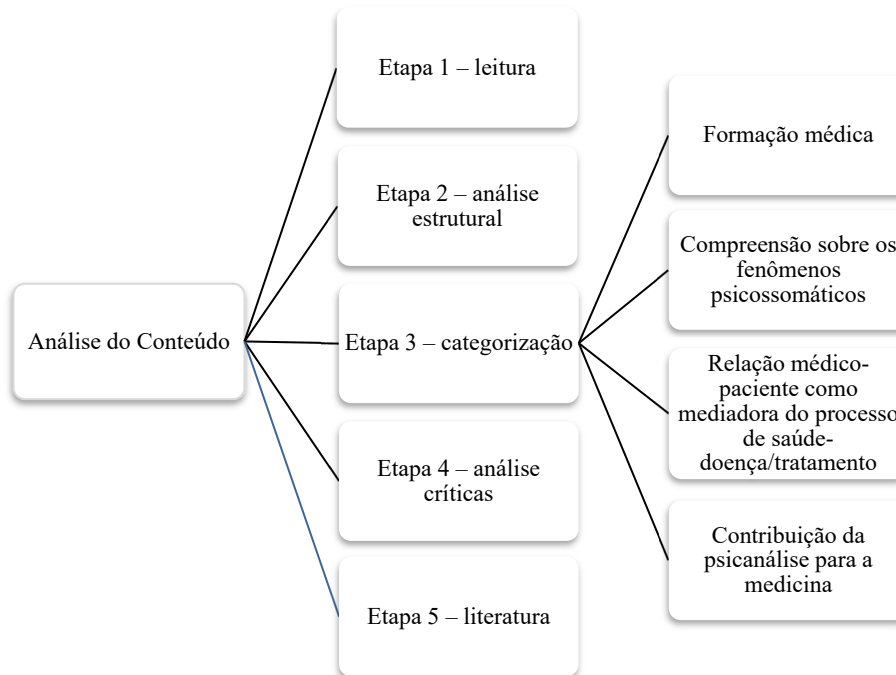 Análise do Conteúdo
Etapa 1 – leitura
Etapa 2 – análise
estrutural
Etapa 3 – categorização
Etapa 4 – análise
críticas
Etapa 5 – literatura
Formação médica
Compreensão sobre os
fenômenos
psicossomáticos
Relação médico-
paciente como
mediadora do processo
de saúde-
doença/tratamento
Contribuição da
psicanálise para a
medicina